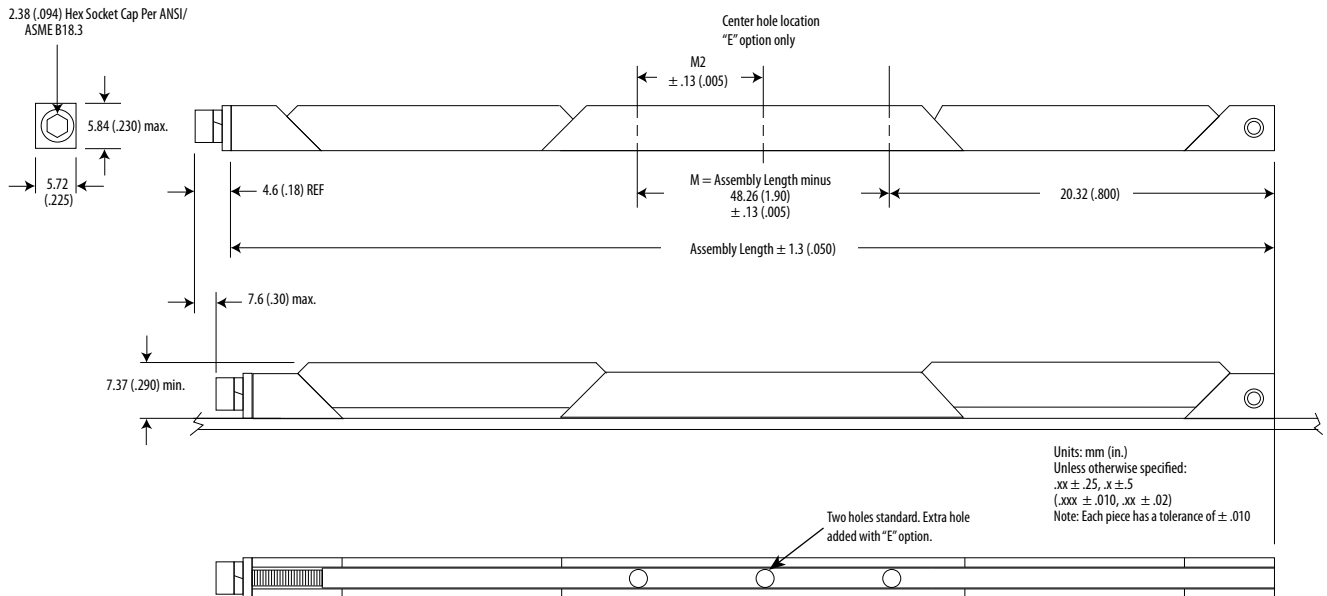 2.38 (.094) Hex Socket Cap Per ANSI/
ASME B18.3
Center hole location
“E” option only
M2
± .13 (.005)
5.84 (.230) max.
5.72
(.225)
4.6 (.18) REF
M = Assembly Length minus
48.26 (1.90)
± .13 (.005)
20.32 (.800)
Assembly Length ± 1.3 (.050)
7.6 (.30) max.
7.37 (.290) min.
Units: mm (in.)
Unless otherwise specified:
.xx ± .25, .x ±.5
(.xxx ± .010, .xx ± .02)
Note: Each piece has a tolerance of ± .010
Two holes standard. Extra hole
added with “E” option.